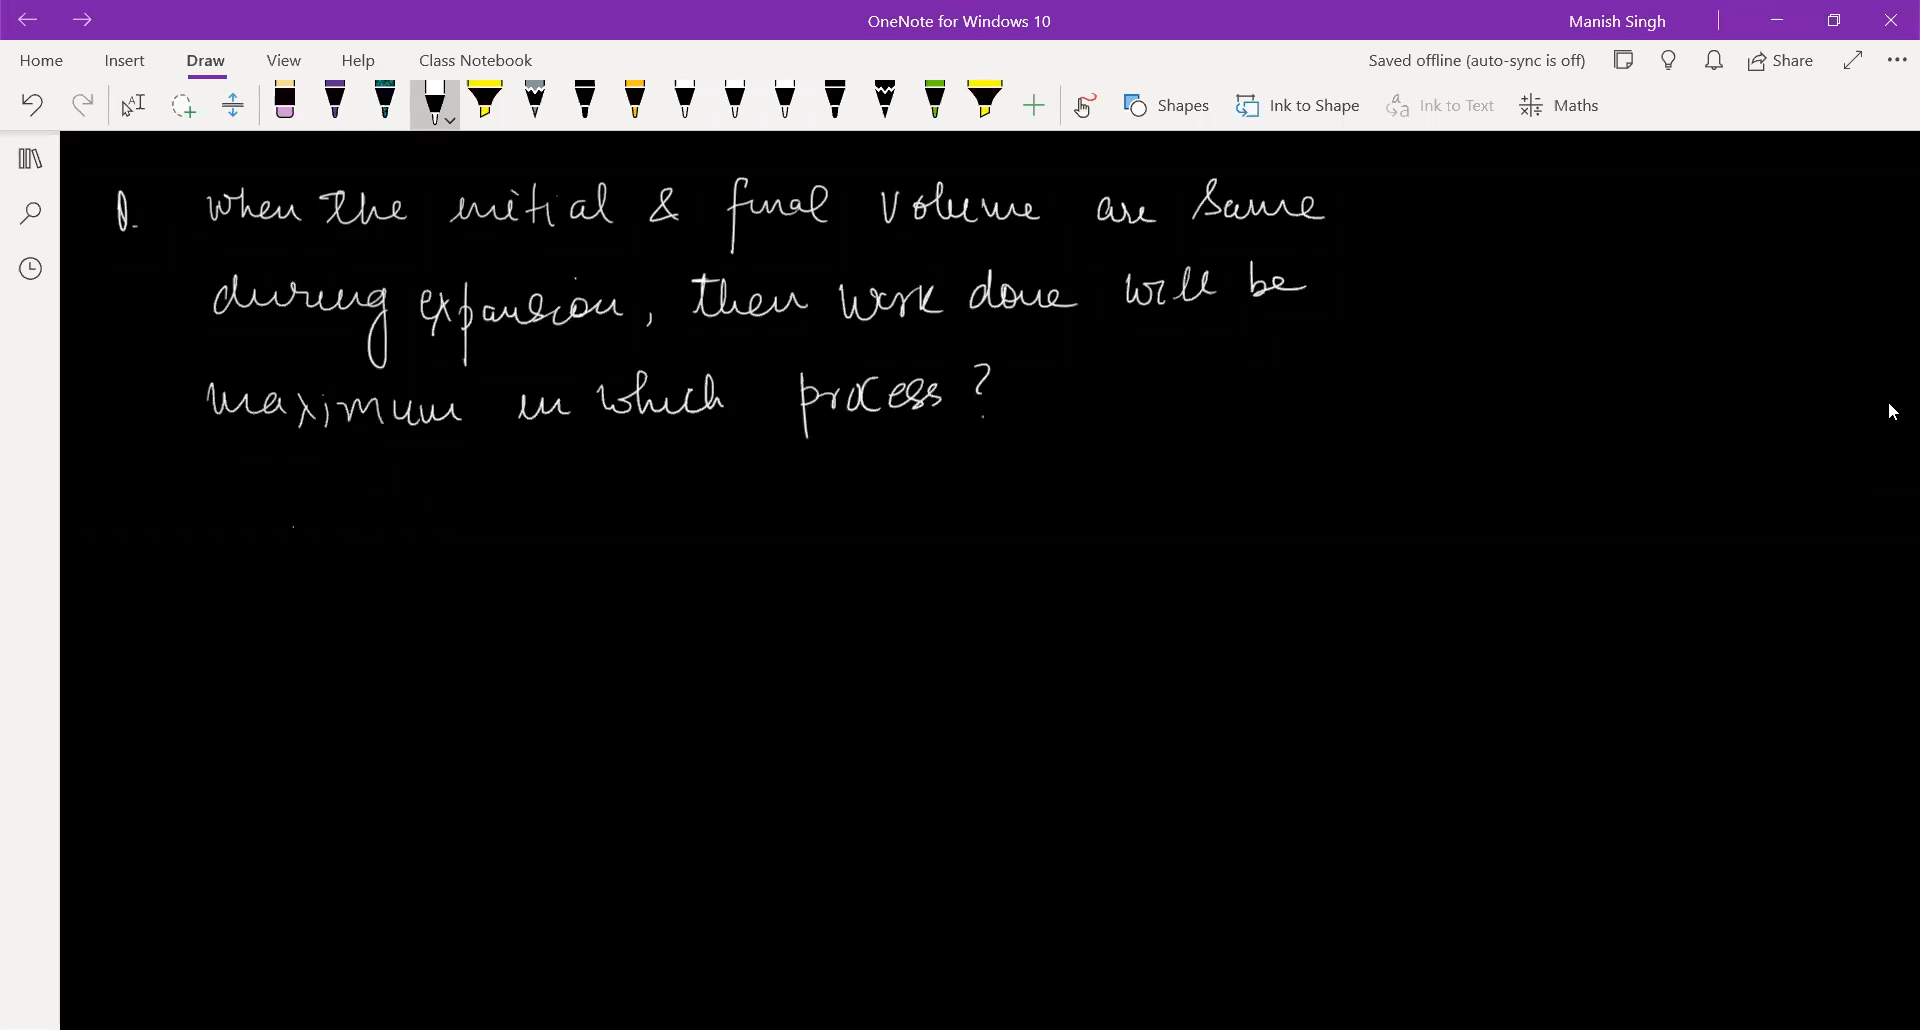 OneNote for Windows 10
Manish Singh
Home Insert Draw View Help Class Notebook
Saved offline (auto-sync is off) Share
Shapes Ink to Shape Ink to Text Maths
Q. when the initial & final volume are same
during expansion, then work done will be
maximum in which process?